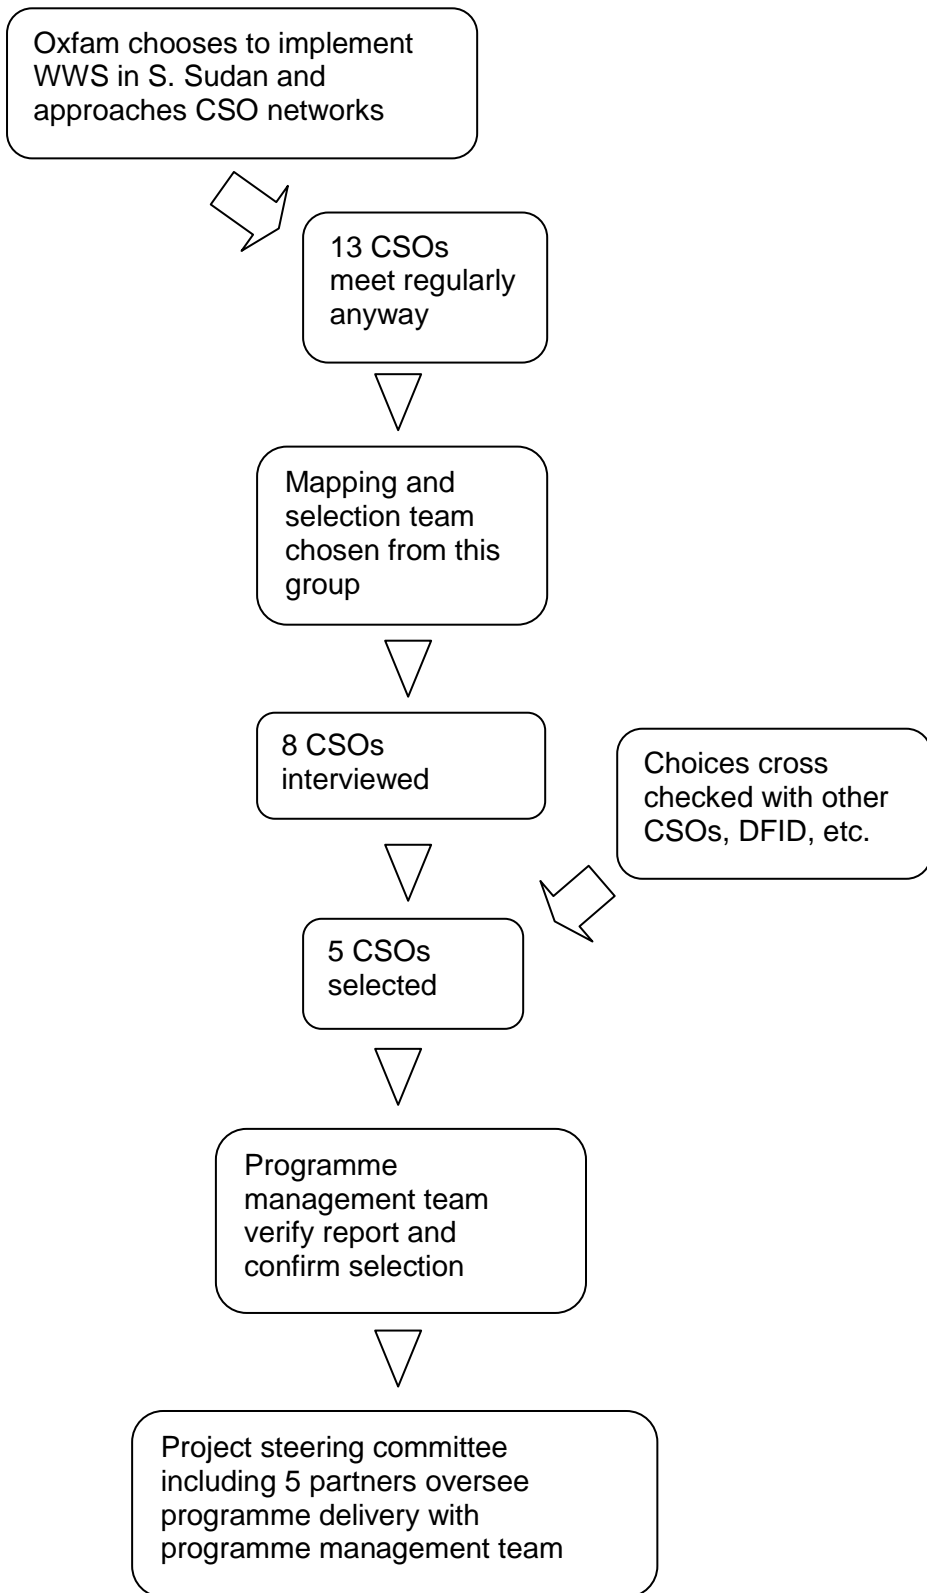 Oxfam chooses to implement
WWS in S. Sudan and
approaches CSO networks
13 CSOs
meet regularly
anyway
Mapping and
selection team
chosen from this
group
8 CSOs
interviewed
Choices cross
checked with other
CSOs, DFID, etc.
5 CSOs
selected
Programme
management team
verify report and
confirm selection
Project steering committee
including 5 partners oversee
programme delivery with
programme management team